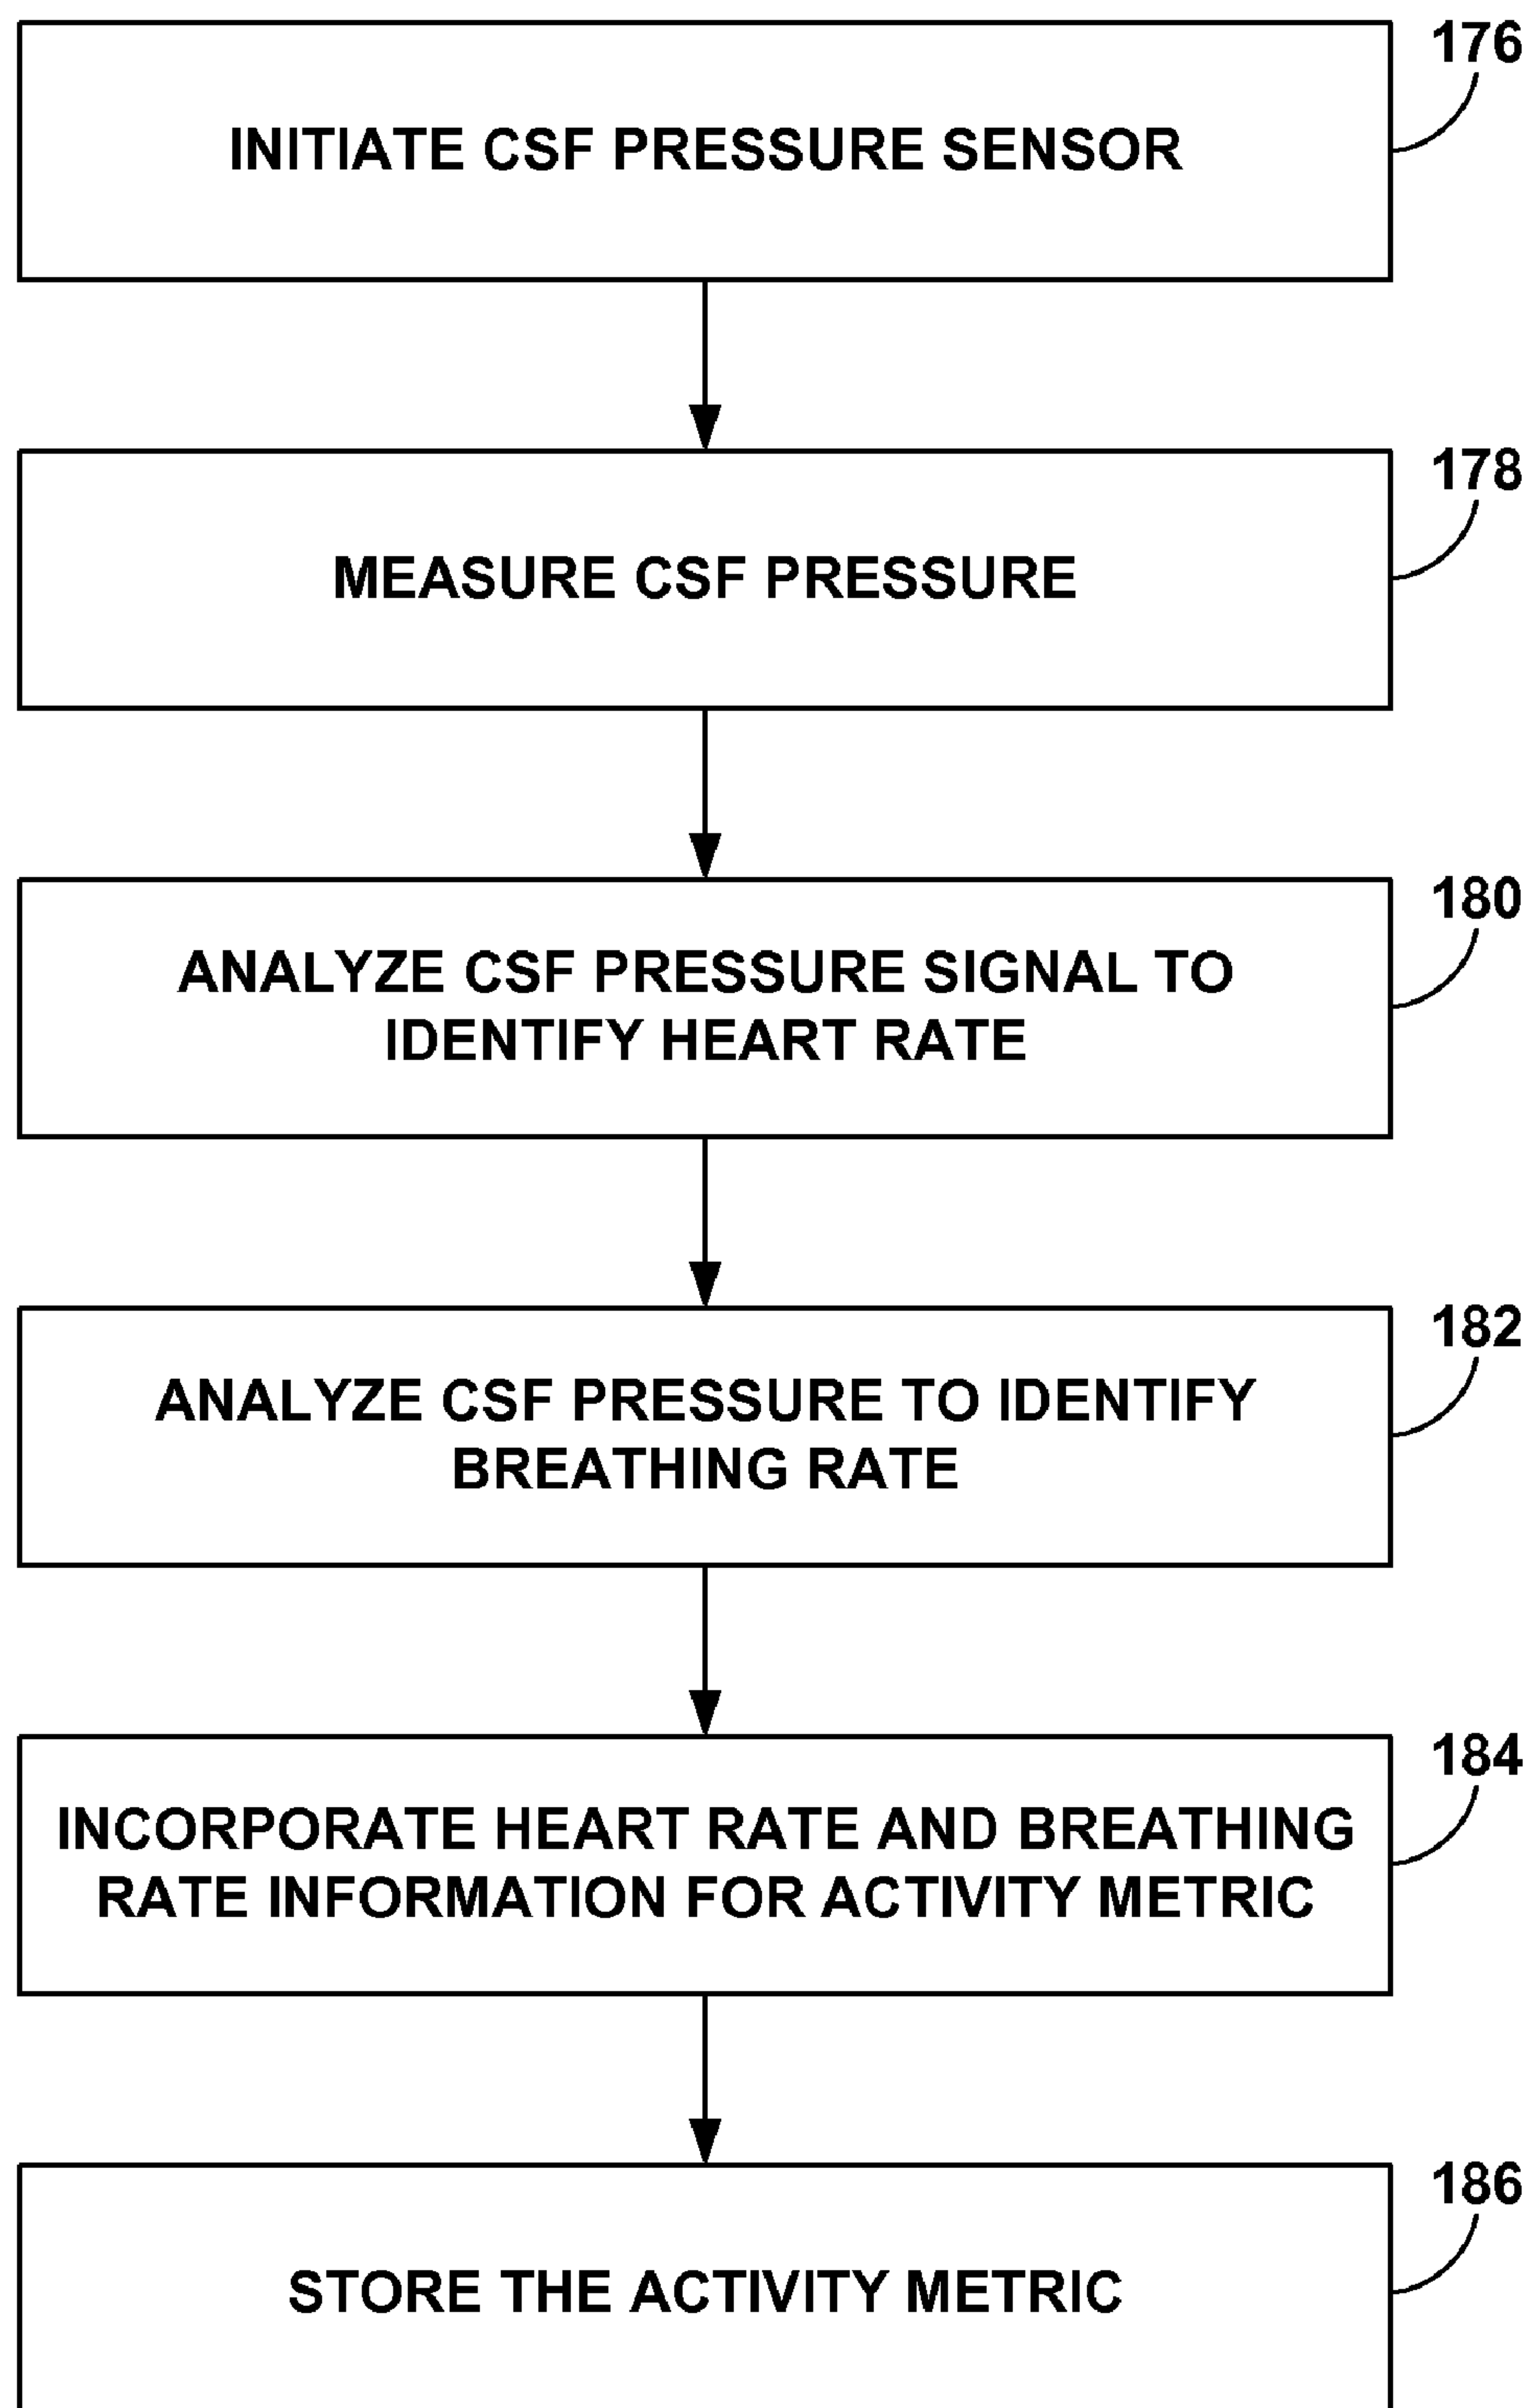 176
INITIATE CSF PRESSURE SENSOR
178
MEASURE CSF PRESSURE
180
ANALYZE CSF PRESSURE SIGNAL TO
IDENTIFY HEART RATE
182
ANALYZE CSF PRESSURE TO IDENTIFY
BREATHING RATE
184
INCORPORATE HEART RATE AND BREATHING
RATE INFORMATION FOR ACTIVITY METRIC
186
STORE THE ACTIVITY METRIC